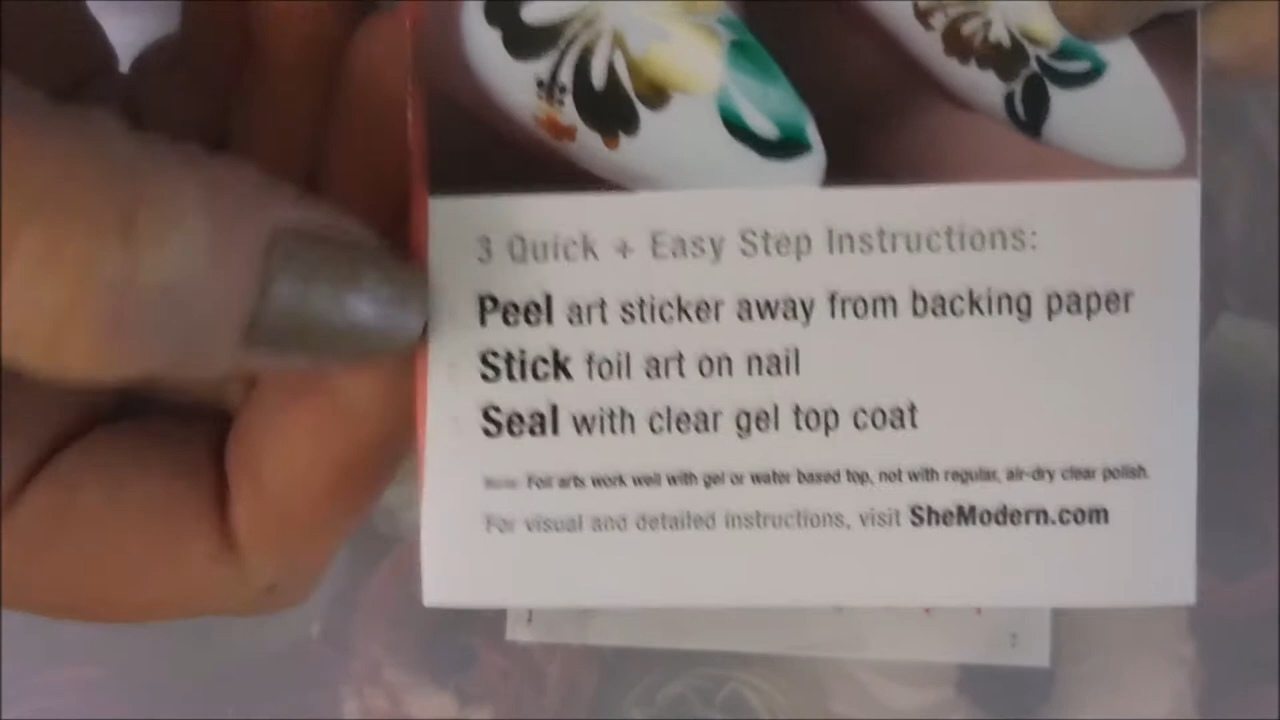 3 Quick + Easy Step Instructions:
Peel art sticker away from backing paper
Stick foil art on nail
Seal with clear gel top coat
Note: Foil arts work well with gel or water based top, not with regular, air-dry clear polish.
For visual and detailed instructions, visit SheModern.com